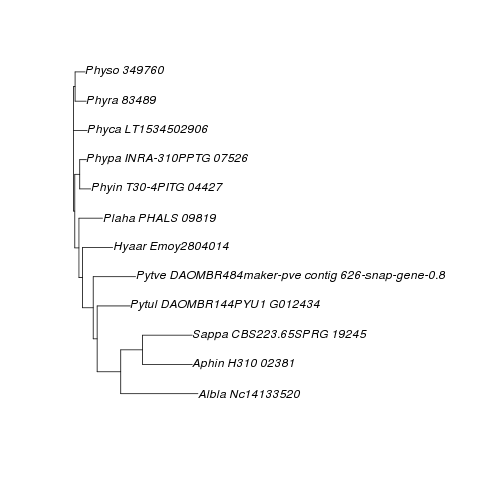 Physo 349760
Phyra 83489
Phyca LT1534502906
Phypa INRA-310PPTG 07526
Phyin T30-4PITG 04427
Plaha PHALS 09819
Hyaar Emoy2804014
Pytve DAOMBR484maker-pve contig 626-snap-gene-0.8
Pytul DAOMBR144PYU1 G012434
Sappa CBS223.65SPRG 19245
Aphin H310 02381
Albla Nc14133520